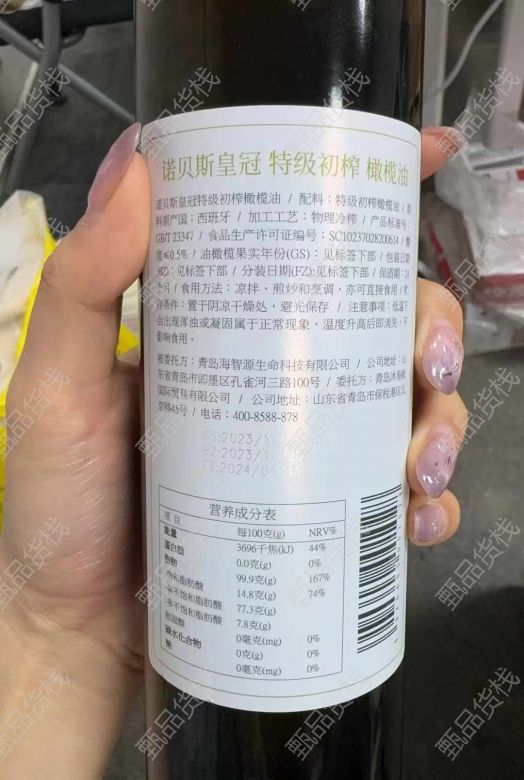 诺贝斯皇冠 特级初榨 橄榄油
诺贝斯皇冠特级初榨橄榄油 / 配料：特级初榨橄榄油 / 原
料原产国：西班牙 / 加工工艺：物理冷榨 / 产品标准号：
GB/T 23347 / 食品生产许可证编号：SC10237028200614 / 酸
度≤0.5% / 油橄榄果实年份(GS)：见标签下部 / 包装日期
(BZ)：见标签下部 / 分装日期(FZ)：见标签下部 / 保质期：24
个月 / 食用方法：凉拌、煎炒和烹调，亦可直接食用 / 贮
存条件：置于阴凉干燥处，避光保存 / 注意事项：低温下
会出现浑浊或凝固属于正常现象，温度升高后即消失，不
影响食用。
被委托方：青岛海智源生命科技有限公司 / 公司地址：山
东省青岛市即墨区孔雀河三路100号 / 委托方：青岛沐
国际贸易有限公司 / 公司地址：山东省青岛市保税港区北
京路45号 / 电话：400-8588-878
GS:2023/1
BZ:2023/1
FZ:2024/04/
营养成分表
项目 每100克(g) NRV%
能量 3696千焦(kJ) 44%
蛋白质 0.0克(g) 0%
脂肪 99.9克(g) 167%
饱和脂肪酸 14.8克(g) 74%
单不饱和脂肪酸 77.3克(g)
多不饱和脂肪酸 7.8克(g)
胆固醇 0毫克(mg) 0%
碳水化合物 0克(g) 0%
钠 0毫克(mg) 0%
甄品货栈